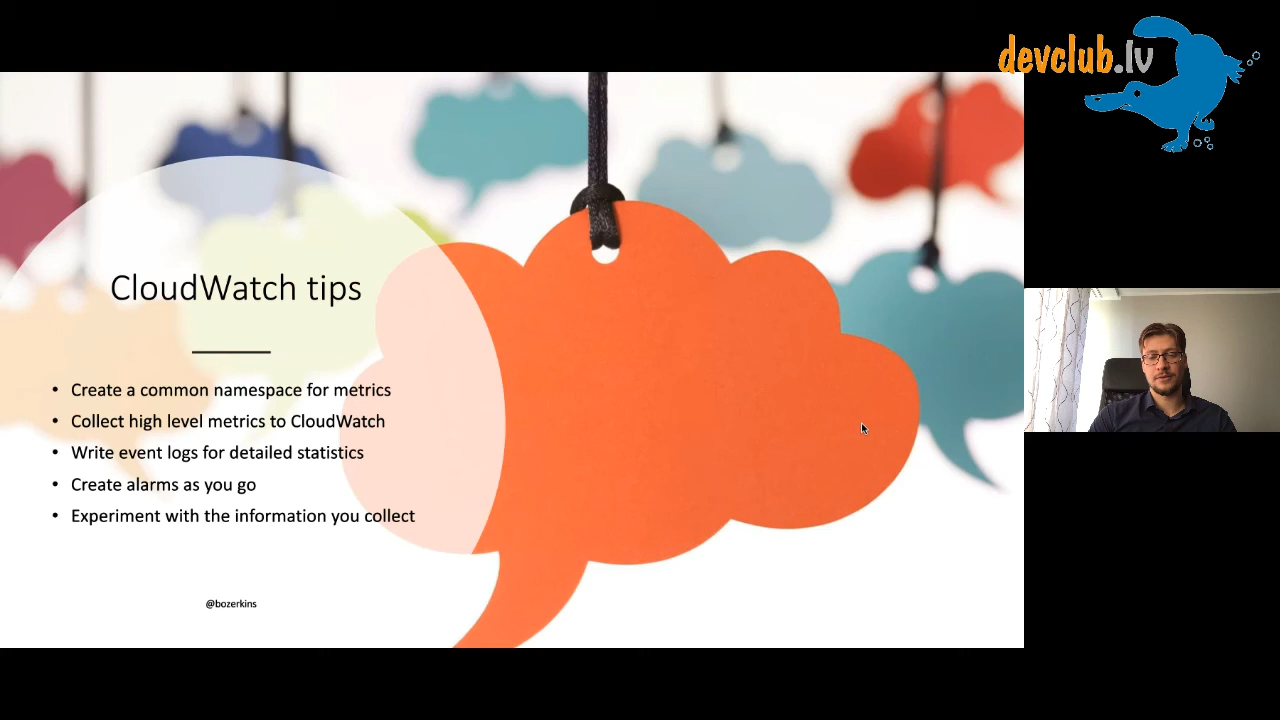 devclub.lv
CloudWatch tips
• Create a common namespace for metrics
• Collect high level metrics to CloudWatch
• Write event logs for detailed statistics
• Create alarms as you go
• Experiment with the information you collect
@bozerkins